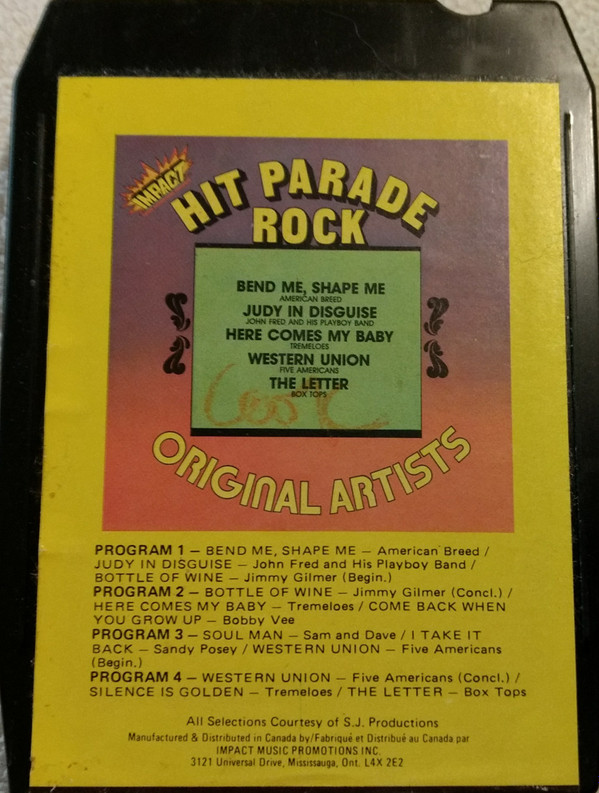 IMPACT
HIT PARADE
ROCK
BEND ME, SHAPE ME
AMERICAN BREED
JUDY IN DISGUISE
JOHN FRED AND HIS PLAYBOY BAND
HERE COMES MY BABY
TREMELOES
WESTERN UNION
FIVE AMERICANS
THE LETTER
BOX TOPS
ORIGINAL ARTISTS
PROGRAM 1 — BEND ME, SHAPE ME — American Breed /
JUDY IN DISGUISE — John Fred and His Playboy Band /
BOTTLE OF WINE — Jimmy Gilmer (Begin.)
PROGRAM 2 — BOTTLE OF WINE — Jimmy Gilmer (Concl.) /
HERE COMES MY BABY — Tremeloes / COME BACK WHEN
YOU GROW UP — Bobby Vee
PROGRAM 3 — SOUL MAN — Sam and Dave / I TAKE IT
BACK — Sandy Posey / WESTERN UNION — Five Americans
(Begin.)
PROGRAM 4 — WESTERN UNION — Five Americans (Concl.) /
SILENCE IS GOLDEN — Tremeloes / THE LETTER — Box Tops
All Selections Courtesy of S.J. Productions
Manufactured & Distributed in Canada by/Fabriqué et Distribué au Canada par
IMPACT MUSIC PROMOTIONS INC.
3121 Universal Drive, Mississauga, Ont. L4X 2E2